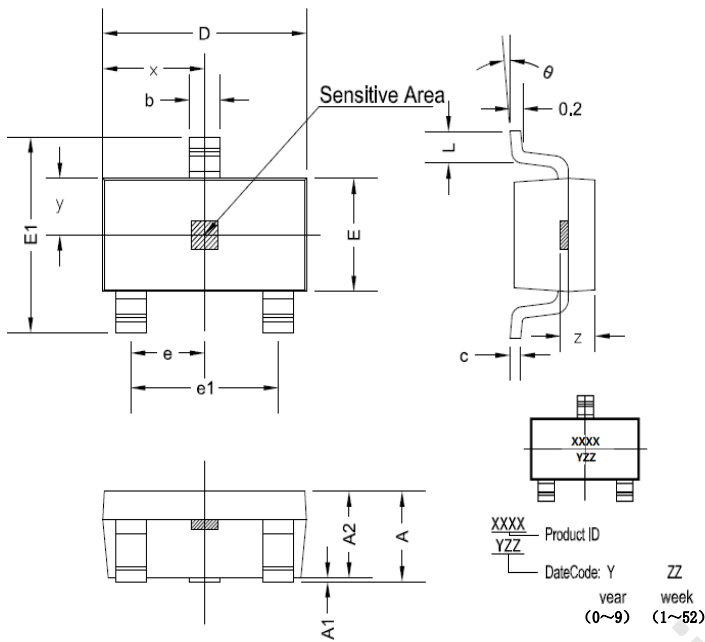 D
x
b
Sensitive Area
θ
0.2
L
y
E1
E
e
e1
c
z
XXXX
YZZ
A2
A
A1
XXXX
Product ID
YZZ
DateCode: Y ZZ
year week
(0~9) (1~52)